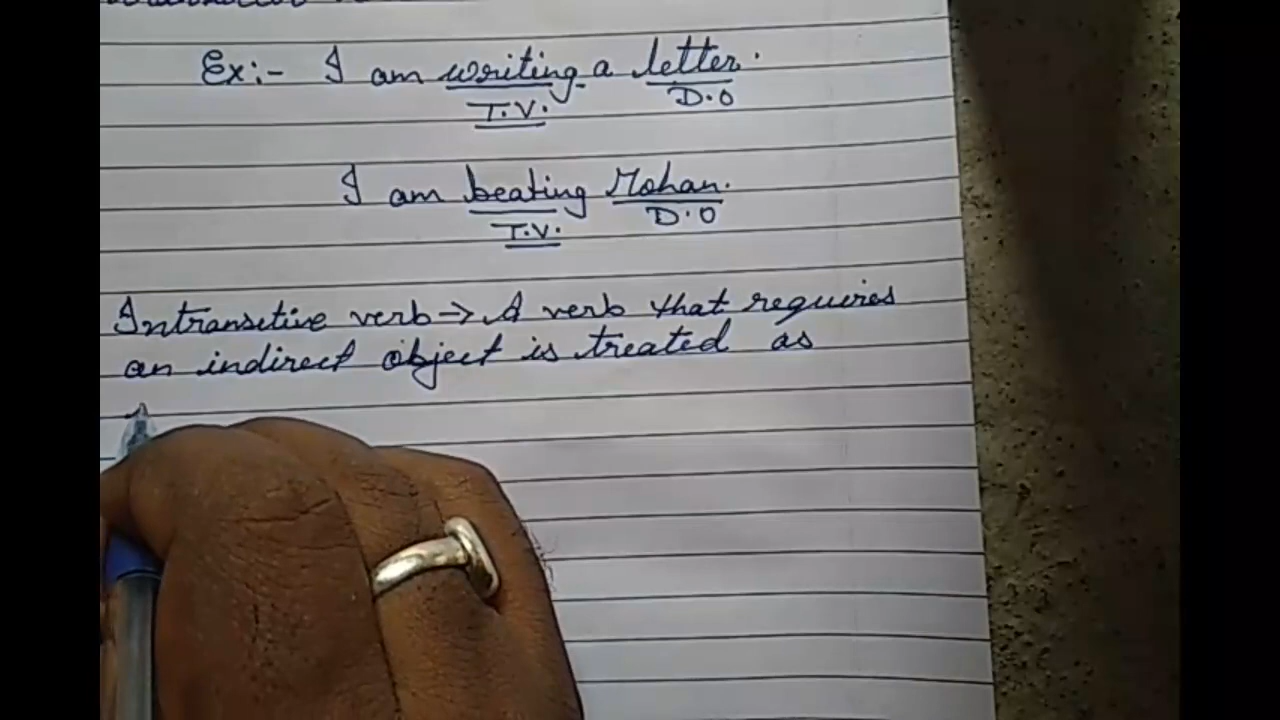 Ex:- I am writing a letter.
T.V. D.O
I am beating Mohan.
T.V. D.O
Intransitive verb → A verb that requires
an indirect object is treated as